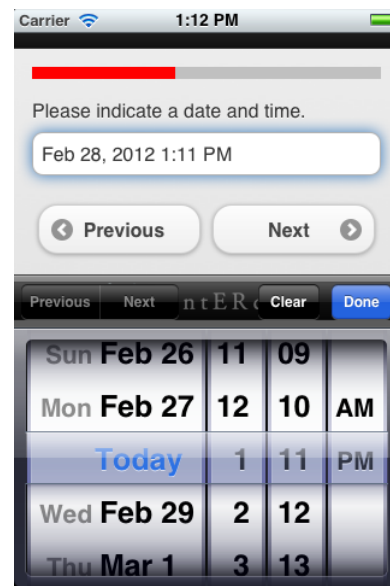 Carrier 1:12 PM
Please indicate a date and time.
Feb 28, 2012 1:11 PM
Previous Next
Previous Next ntER Clear Done
Sun Feb 26 11 09
Mon Feb 27 12 10 AM
Today 1 11 PM
Wed Feb 29 2 12
Thu Mar 1 3 13